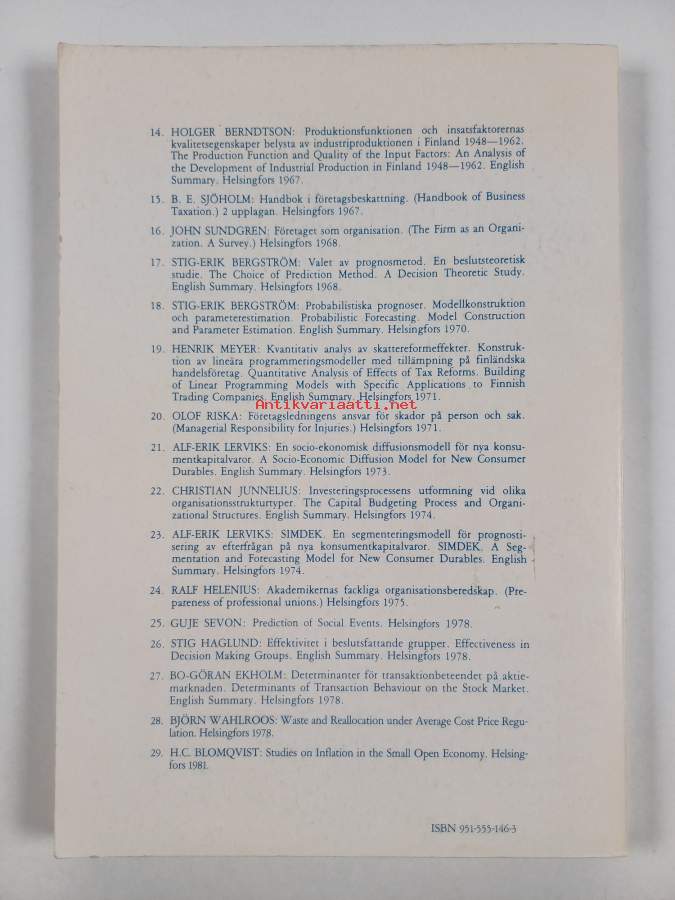 14. HOLGER BERNDTSON: Produktionsfunktionen och insatsfaktorernas
kvalitetsegenskaper belysta av industriproduktionen i Finland 1948—1962.
The Production Function and Quality of the Input Factors: An Analysis of
the Development of Industrial Production in Finland 1948—1962. English
Summary. Helsingfors 1967.
15. B. E. SJÖHOLM: Handbok i företagsbeskattning. (Handbook of Business
Taxation.) 2 upplagan. Helsingfors 1967.
16. JOHN SUNDGREN: Företaget som organisation. (The Firm as an Organi-
zation. A Survey.) Helsingfors 1968.
17. STIG-ERIK BERGSTRÖM: Valet av prognosmetod. En beslutsteoretisk
studie. The Choice of Prediction Method. A Decision Theoretic Study.
English Summary. Helsingfors 1968.
18. STIG-ERIK BERGSTRÖM: Probabilistiska prognoser. Modellkonstruktion
och parameterestimation. Probabilistic Forecasting. Model Construction
and Parameter Estimation. English Summary. Helsingfors 1970.
19. HENRIK MEYER: Kvantitativ analys av skattereformeffekter. Konstruk-
tion av lineära programmeringsmodeller med tillämpning på finländska
handelsföretag. Quantitative Analysis of Effects of Tax Reforms. Building
of Linear Programming Models with Specific Applications to Finnish
Trading Companies. English Summary. Helsingfors 1971.
Antikvariaatti.net
20. OLOF RISKA: Företagsledningens ansvar för skador på person och sak.
(Managerial Responsibility for Injuries.) Helsingfors 1971.
21. ALF-ERIK LERVIKS: En socio-ekonomisk diffusionsmodell för nya konsu-
mentkapitalvaror. A Socio-Economic Diffusion Model for New Consumer
Durables. English Summary. Helsingfors 1973.
22. CHRISTIAN JUNNELIUS: Investeringsprocessens utformning vid olika
organisationsstrukturtyper. The Capital Budgeting Process and Organi-
zational Structures. English Summary. Helsingfors 1974.
23. ALF-ERIK LERVIKS: SIMDEK. En segmenteringsmodell för prognosti-
sering av efterfrågan på nya konsumentkapitalvaror. SIMDEK. A Seg-
mentation and Forecasting Model for New Consumer Durables. English
Summary. Helsingfors 1974.
24. RALF HELENIUS: Akademikernas fackliga organisationsberedskap. (Pre-
pareness of professional unions.) Helsingfors 1975.
25. GUJE SEVON: Prediction of Social Events. Helsingfors 1978.
26. STIG HAGLUND: Effektivitet i beslutsfattande grupper. Effectiveness in
Decision Making Groups. English Summary. Helsingfors 1978.
27. BO-GÖRAN EKHOLM: Determinanter för transaktionbeteendet på aktie-
marknaden. Determinants of Transaction Behaviour on the Stock Market.
English Summary. Helsingfors 1978.
28. BJÖRN WAHLROOS: Waste and Reallocation under Average Cost Price Regu-
lation. Helsingfors 1978.
29. H.C. BLOMQVIST: Studies on Inflation in the Small Open Economy. Helsing-
fors 1981.
ISBN 951-555-146-3